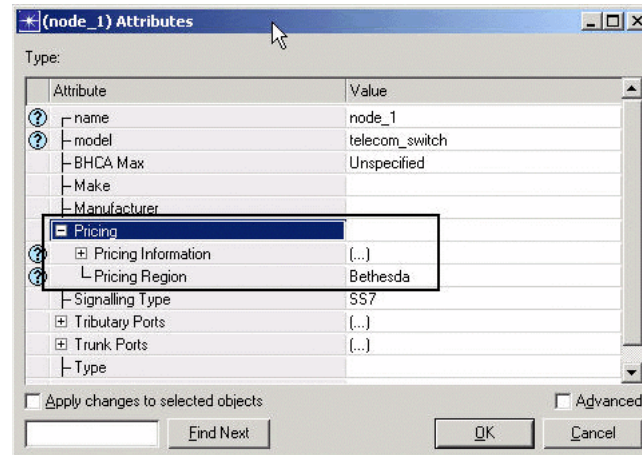 (node_1) Attributes
Type:
Attribute Value
name node_1
model telecom_switch
BHCA Max Unspecified
Make
Manufacturer
Pricing
Pricing Information (...)
Pricing Region Bethesda
Signalling Type SS7
Tributary Ports (...)
Trunk Ports (...)
Type
Apply changes to selected objects Advanced
Find Next OK Cancel